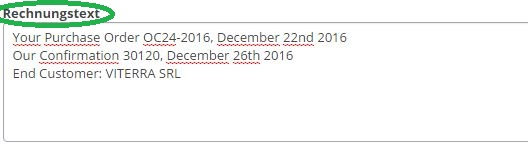 Rechnungstext
Your Purchase Order OC24-2016, December 22nd 2016
Our Confirmation 30120, December 26th 2016
End Customer: VITERRA SRL